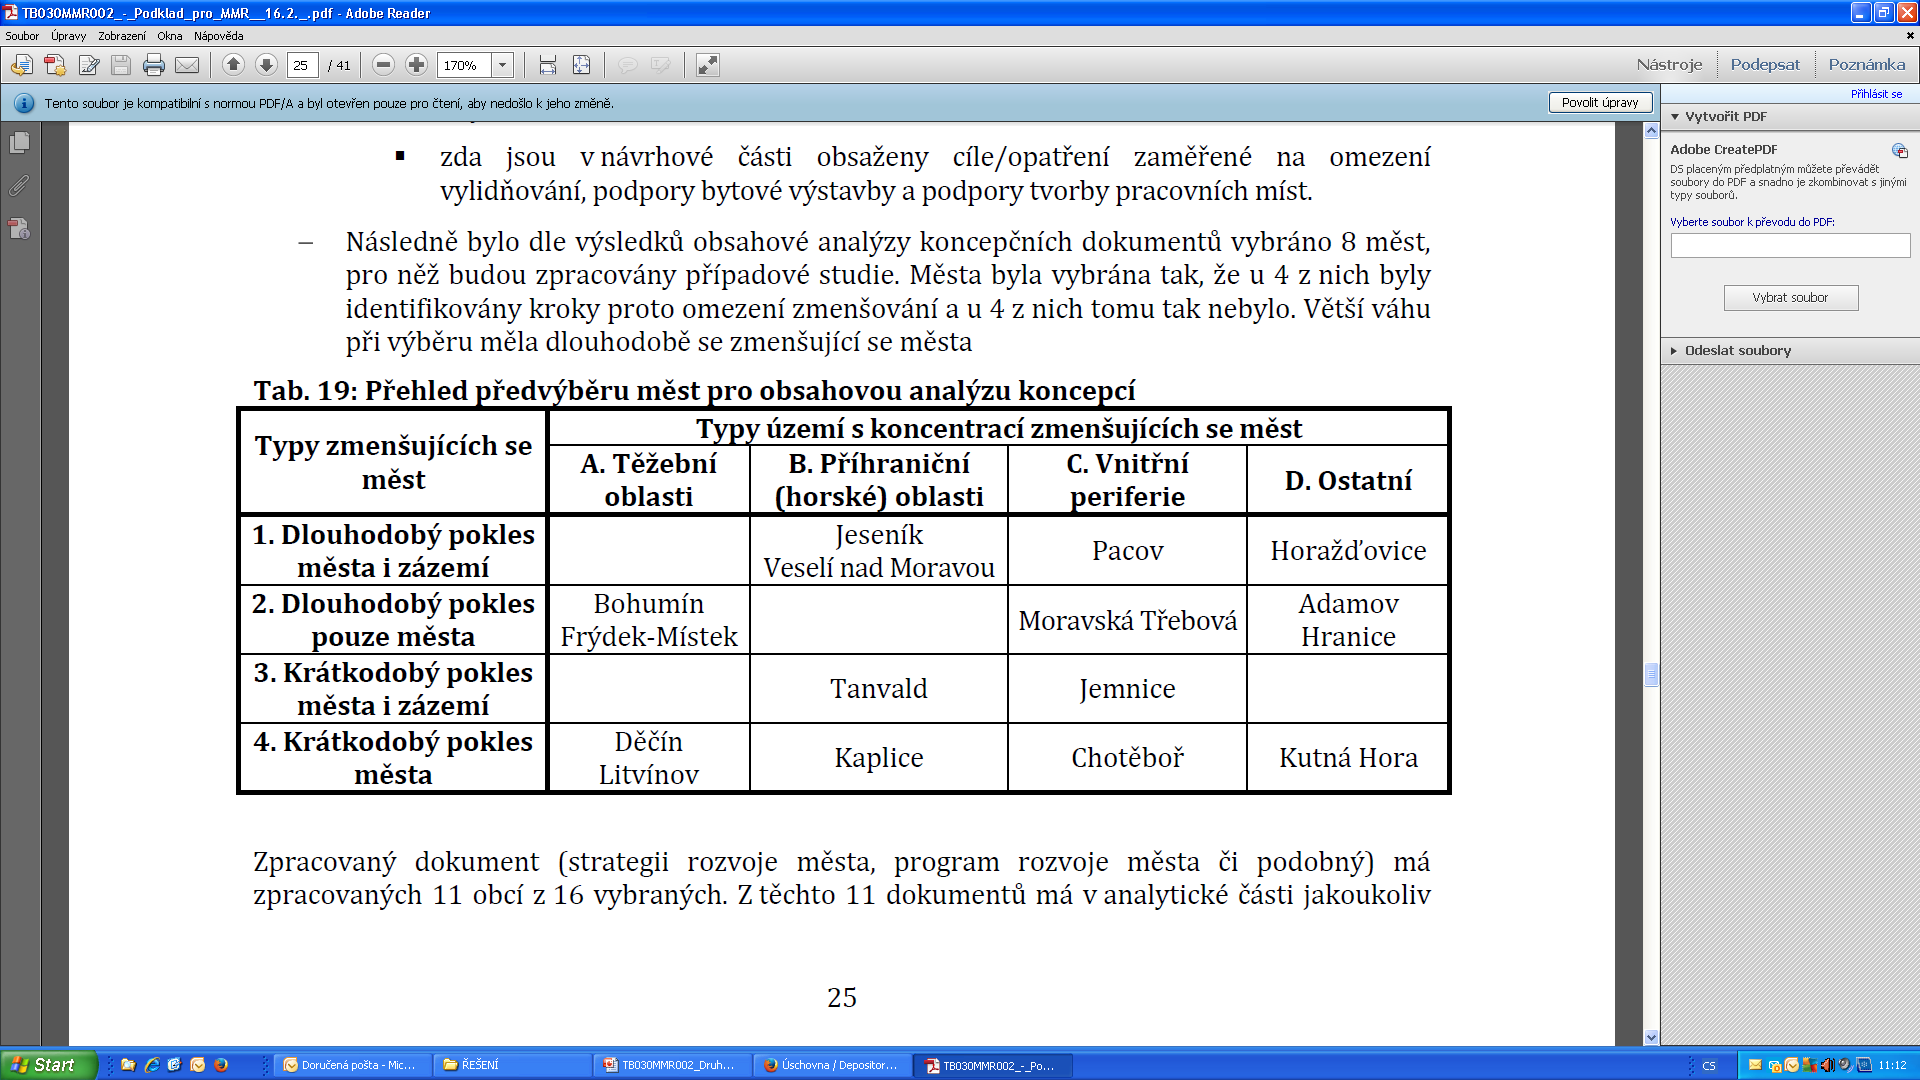 TB030MMR002_-_Podklad_pro_MMR__16.2._.pdf - Adobe Reader
Soubor Úpravy Zobrazení Okna Nápověda
25 / 41 170% Nástroje Podepsat Poznámka
Tento soubor je kompatibilní s normou PDF/A a byl otevřen pouze pro čtení, aby nedošlo k jeho změně. Povolit úpravy
Přihlásit se
Vytvořit PDF
Adobe CreatePDF
DS placeným předplatným můžete převádět
soubory do PDF a snadno je zkombinovat s jinými
typy souborů.
Vyberte soubor k převodu do PDF:
Vybrat soubor
Odeslat soubory
▪ zda jsou v návrhové části obsaženy cíle/opatření zaměřené na omezení
vylidňování, podpory bytové výstavby a podpory tvorby pracovních míst.
– Následně bylo dle výsledků obsahové analýzy koncepčních dokumentů vybráno 8 měst,
pro něž budou zpracovány případové studie. Města byla vybrána tak, že u 4 z nich byly
identifikovány kroky proto omezení zmenšování a u 4 z nich tomu tak nebylo. Větší váhu
při výběru měla dlouhodobě se zmenšující se města
Tab. 19: Přehled předvýběru měst pro obsahovou analýzu koncepcí
Typy zmenšujících se
měst
Typy území s koncentrací zmenšujících se měst
A. Těžební
oblasti
B. Příhraniční
(horské) oblasti
C. Vnitřní
periferie
D. Ostatní
1. Dlouhodobý pokles
města i zázemí
Jeseník
Veselí nad Moravou
Pacov
Horažďovice
2. Dlouhodobý pokles
pouze města
Bohumín
Frýdek-Místek
Moravská Třebová
Adamov
Hranice
3. Krátkodobý pokles
města i zázemí
Tanvald
Jemnice
4. Krátkodobý pokles
města
Děčín
Litvínov
Kaplice
Chotěboř
Kutná Hora
Zpracovaný dokument (strategii rozvoje města, program rozvoje města či podobný) má
zpracovaných 11 obcí z 16 vybraných. Z těchto 11 dokumentů má v analytické části jakoukoliv
25
Start Doručená pošta - Mic... ŘEŠENÍ TB030MMR002_Druh... Úschovna / Depositor... TB030MMR002_-_Po... CS 11:12